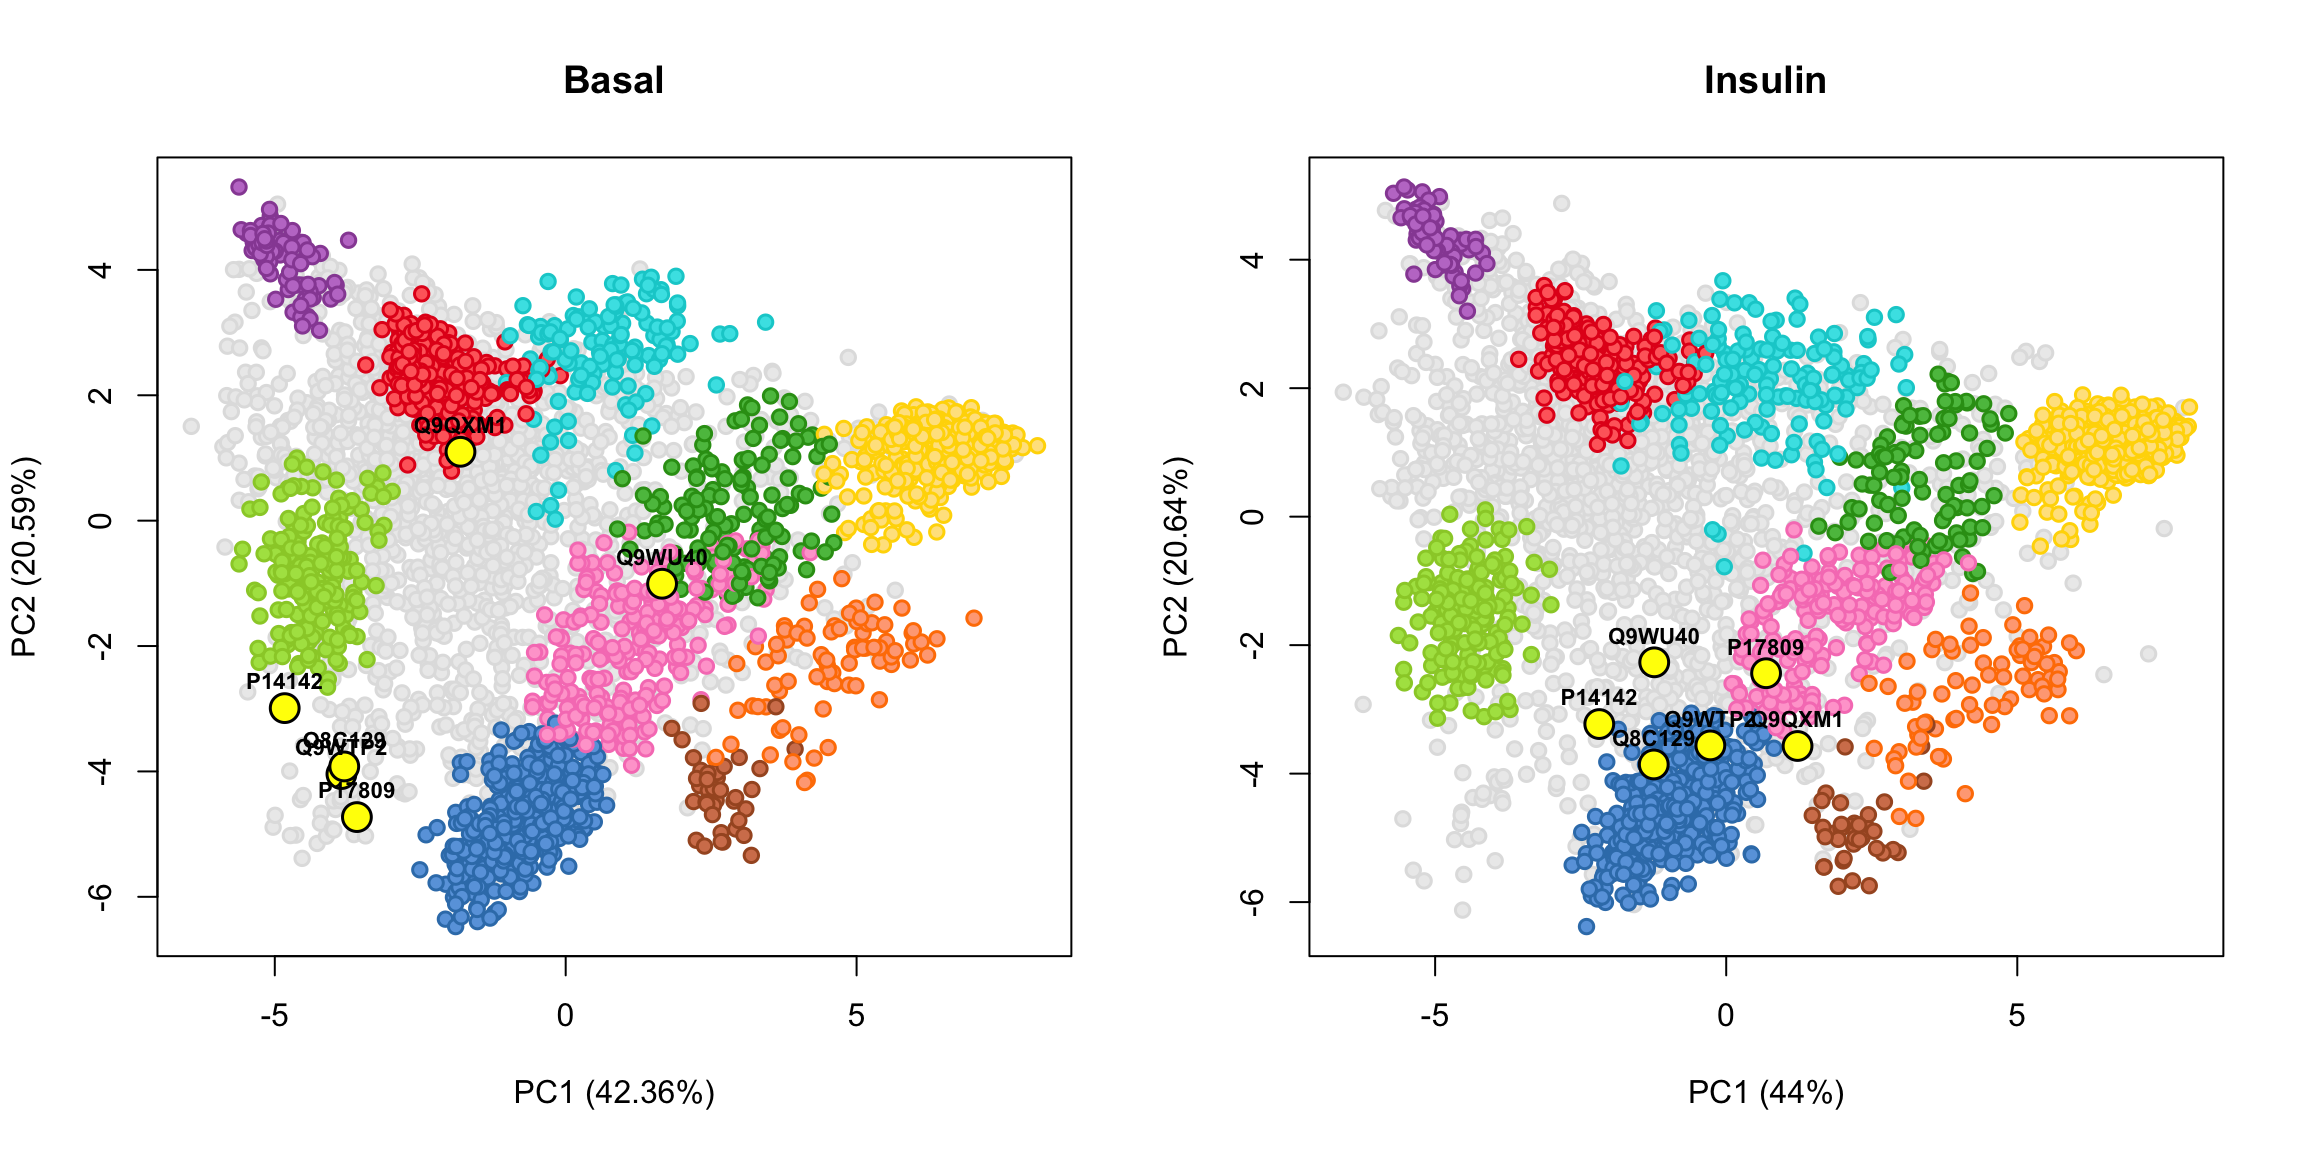 Basal
PC2 (20.59%)
4
2
0
-2
-4
-6
Q9QXM1
Q9WU40
P14142
Q8C129
Q9WTP2
P17809
-5
0
5
PC1 (42.36%)
Insulin
PC2 (20.64%)
4
2
0
-2
-4
-6
Q9WU40
P17809
P14142
Q9WTP2
Q9QXM1
Q8C129
-5
0
5
PC1 (44%)